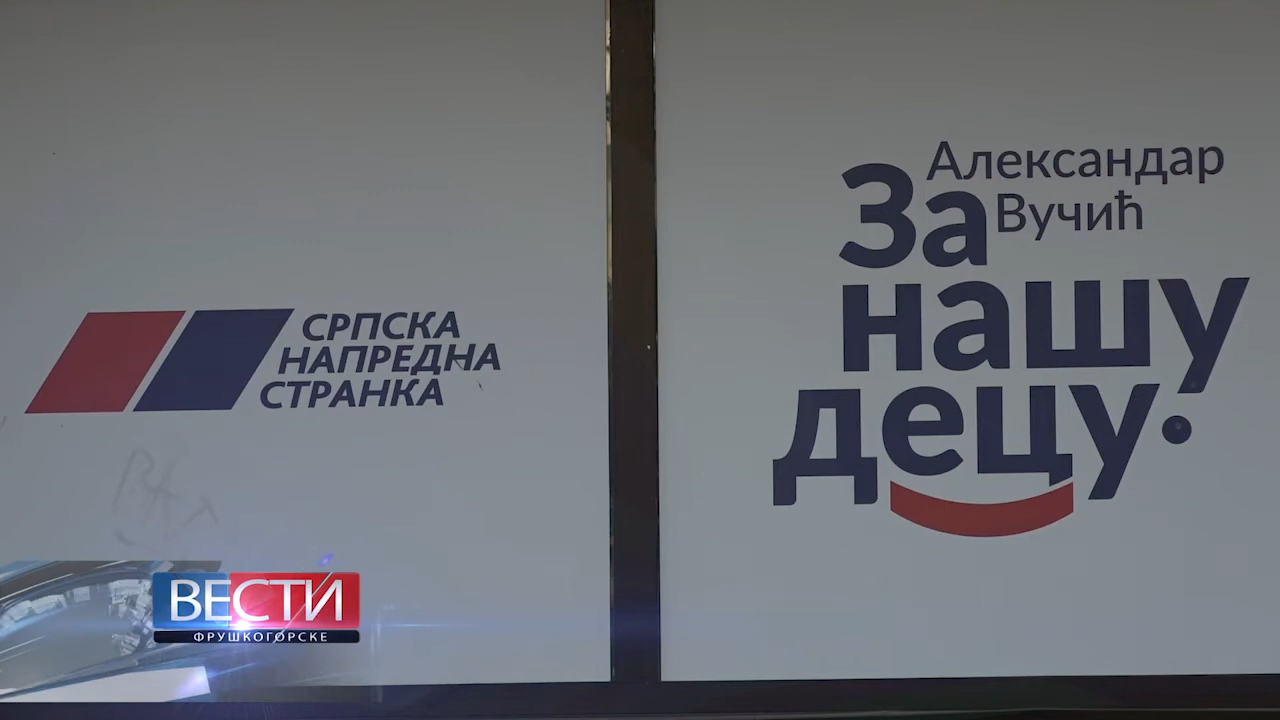 СРПСКА
НАПРЕДНА
СТРАНКА
Александар
Вучић
За
нашу
децу.
ВЕСТИ
ФРУШКОГОРСКЕ